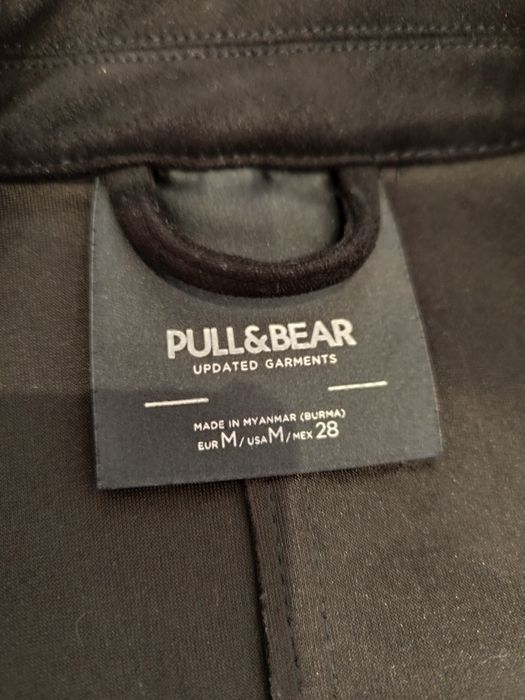 PULL&BEAR
UPDATED GARMENTS
MADE IN MYANMAR (BURMA)
EUR M/USA M/MEX 28